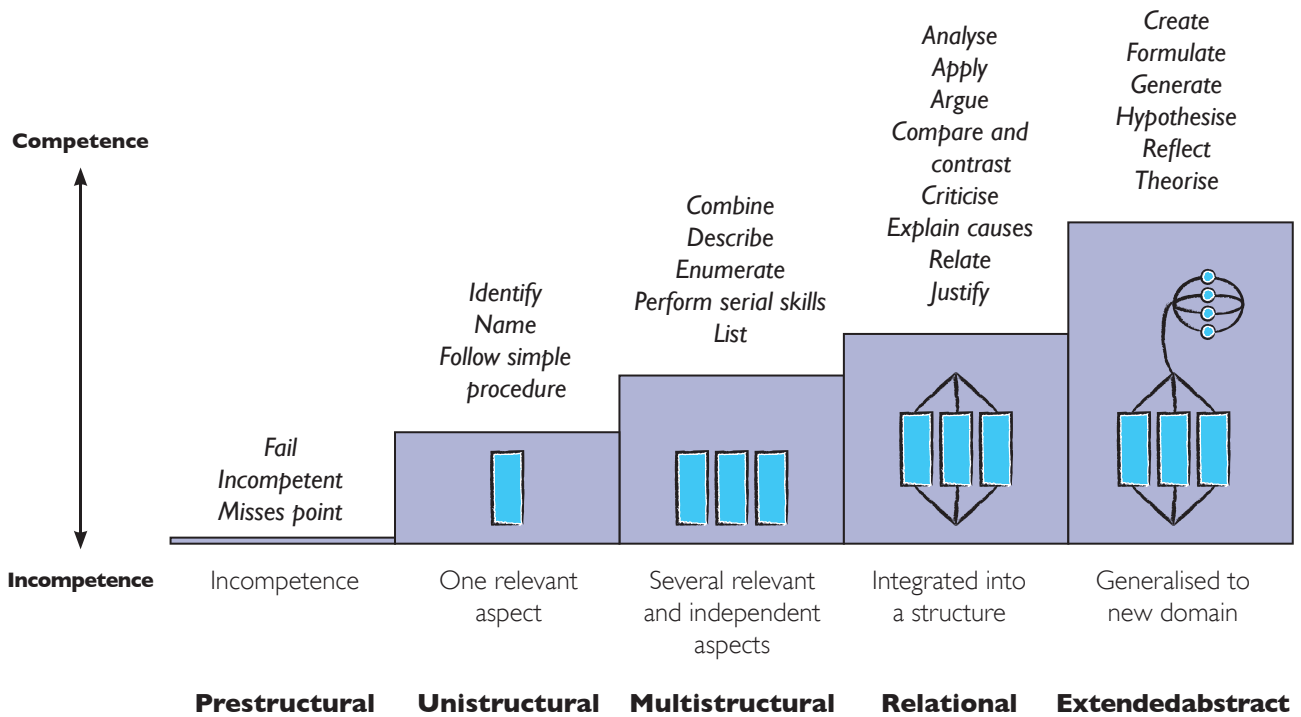 Competence
Incompetence
Fail
Incompetent
Misses point
Incompetence
Prestructural
Identify
Name
Follow simple
procedure
One relevant
aspect
Unistructural
Combine
Describe
Enumerate
Perform serial skills
List
Several relevant
and independent
aspects
Multistructural
Analyse
Apply
Argue
Compare and
contrast
Criticise
Explain causes
Relate
Justify
Integrated into
a structure
Relational
Create
Formulate
Generate
Hypothesise
Reflect
Theorise
Generalised to
new domain
Extendedabstract